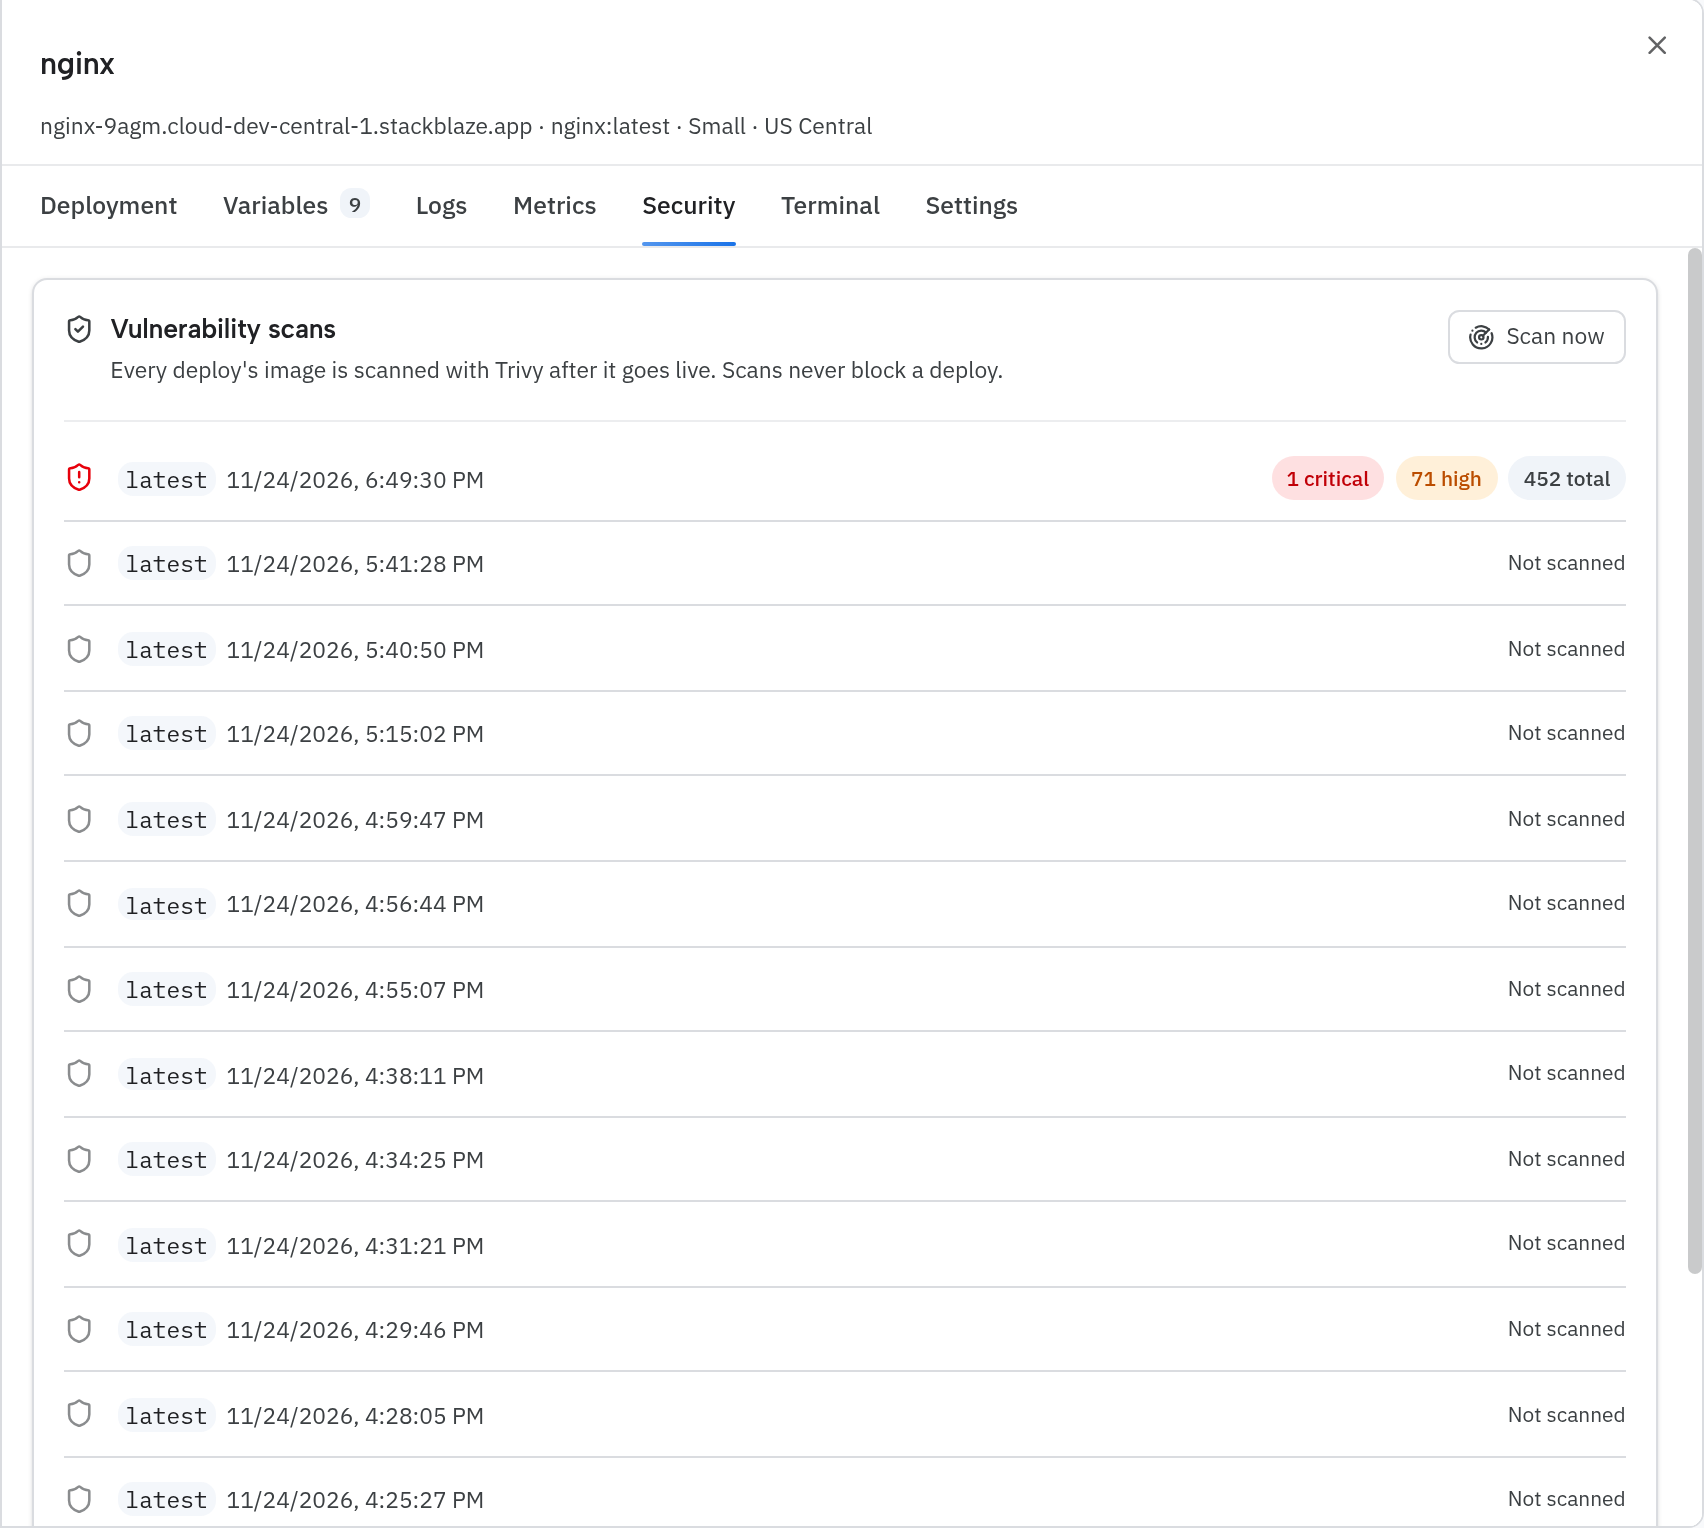 nginx
nginx-9agm.cloud-dev-central-1.stackblaze.app · nginx:latest · Small · US Central
Deployment Variables 9 Logs Metrics Security Terminal Settings
Vulnerability scans
Scan now
Every deploy's image is scanned with Trivy after it goes live. Scans never block a deploy.
latest 11/24/2026, 6:49:30 PM 1 critical 71 high 452 total
latest 11/24/2026, 5:41:28 PM Not scanned
latest 11/24/2026, 5:40:50 PM Not scanned
latest 11/24/2026, 5:15:02 PM Not scanned
latest 11/24/2026, 4:59:47 PM Not scanned
latest 11/24/2026, 4:56:44 PM Not scanned
latest 11/24/2026, 4:55:07 PM Not scanned
latest 11/24/2026, 4:38:11 PM Not scanned
latest 11/24/2026, 4:34:25 PM Not scanned
latest 11/24/2026, 4:31:21 PM Not scanned
latest 11/24/2026, 4:29:46 PM Not scanned
latest 11/24/2026, 4:28:05 PM Not scanned
latest 11/24/2026, 4:25:27 PM Not scanned